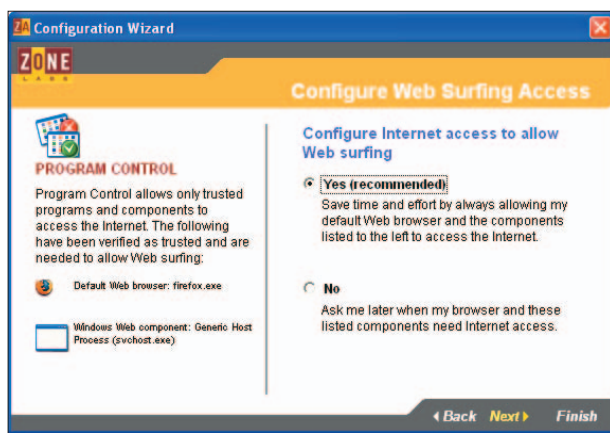 ZA Configuration Wizard
ZONE
LABS
Configure Web Surfing Access
PROGRAM CONTROL
Program Control allows only trusted
programs and components to
access the Internet. The following
have been verified as trusted and are
needed to allow Web surfing:
Default Web browser: firefox.exe
Windows Web component: Generic Host
Process (svchost.exe)
Configure Internet access to allow
Web surfing
Yes (recommended)
Save time and effort by always allowing my
default Web browser and the components
listed to the left to access the Internet.
No
Ask me later when my browser and these
listed components need Internet access.
Back Next Finish